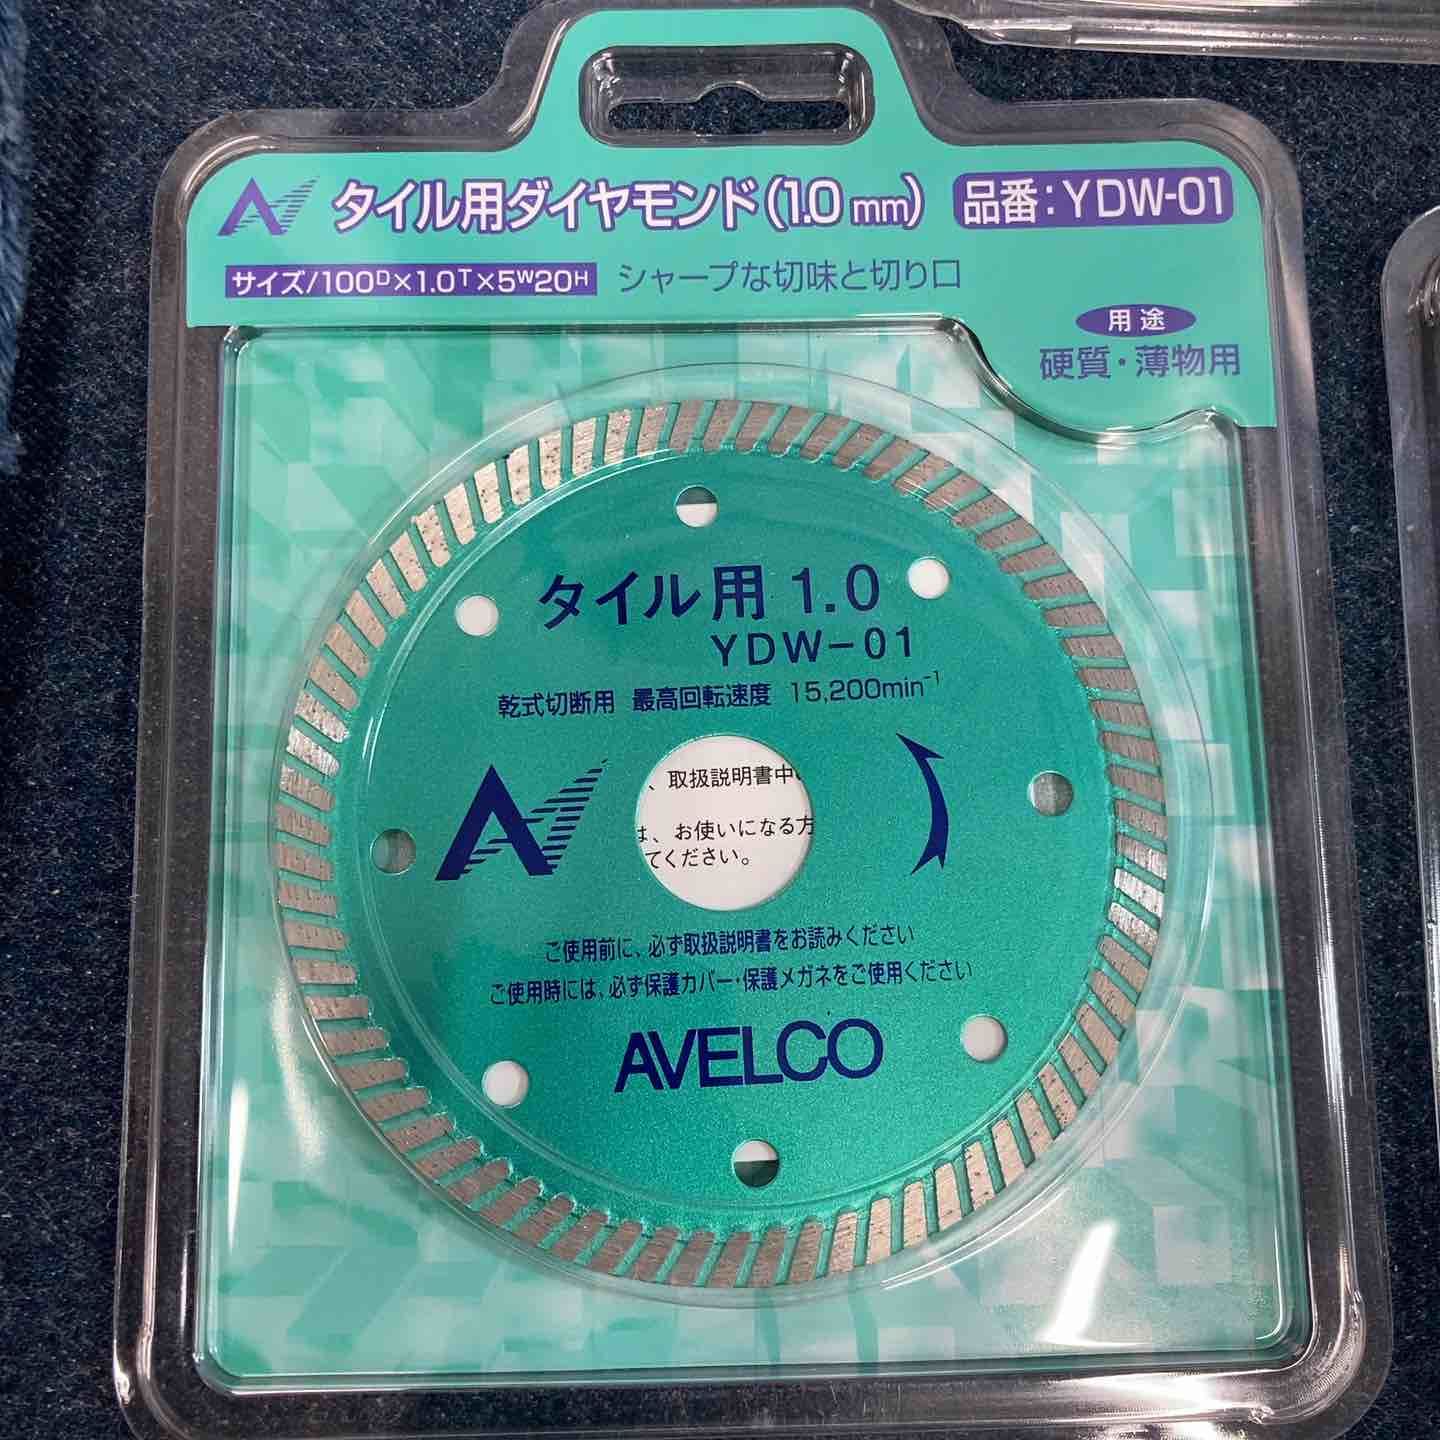 タイル用ダイヤモンド(1.0mm)
品番:YDW-01
サイズ/100D×1.0T×5W20H
シャープな切味と切り口
用途
硬質・薄物用
タイル用 1.0
YDW-01
乾式切断用 最高回転速度 15,200min-1
、取扱説明書中
は、お使いになる方
てください。
ご使用前に、必ず取扱説明書をお読みください
ご使用時には、必ず保護カバー・保護メガネをご使用ください
AVELCO